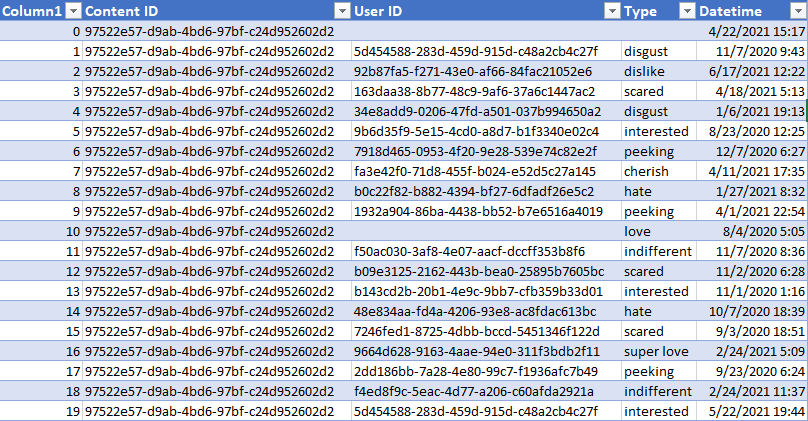 Column1 Content ID User ID Type Datetime
0 97522e57-d9ab-4bd6-97bf-c24d952602d2 4/22/2021 15:17
1 97522e57-d9ab-4bd6-97bf-c24d952602d2 5d454588-283d-459d-915d-c48a2cb4c27f disgust 11/7/2020 9:43
2 97522e57-d9ab-4bd6-97bf-c24d952602d2 92b87fa5-f271-43e0-af66-84fac21052e6 dislike 6/17/2021 12:22
3 97522e57-d9ab-4bd6-97bf-c24d952602d2 163daa38-8b77-48c9-9af6-37a6c1447ac2 scared 4/18/2021 5:13
4 97522e57-d9ab-4bd6-97bf-c24d952602d2 34e8add9-0206-47fd-a501-037b994650a2 disgust 1/6/2021 19:13
5 97522e57-d9ab-4bd6-97bf-c24d952602d2 9b6d35f9-5e15-4cd0-a8d7-b1f3340e02c4 interested 8/23/2020 12:25
6 97522e57-d9ab-4bd6-97bf-c24d952602d2 7918d465-0953-4f20-9e28-539e74c82e2f peeking 12/7/2020 6:27
7 97522e57-d9ab-4bd6-97bf-c24d952602d2 fa3e42f0-71d8-455f-b024-e52d5c27a145 cherish 4/11/2021 17:35
8 97522e57-d9ab-4bd6-97bf-c24d952602d2 b0c22f82-b882-4394-bf27-6dfadf26e5c2 hate 1/27/2021 8:32
9 97522e57-d9ab-4bd6-97bf-c24d952602d2 1932a904-86ba-4438-bb52-b7e6516a4019 peeking 4/1/2021 22:54
10 97522e57-d9ab-4bd6-97bf-c24d952602d2 love 8/4/2020 5:05
11 97522e57-d9ab-4bd6-97bf-c24d952602d2 f50ac030-3af8-4e07-aacf-dccff353b8f6 indifferent 11/7/2020 8:36
12 97522e57-d9ab-4bd6-97bf-c24d952602d2 b09e3125-2162-443b-bea0-25895b7605bc scared 11/2/2020 6:28
13 97522e57-d9ab-4bd6-97bf-c24d952602d2 b143cd2b-20b1-4e9c-9bb7-cfb359b33d01 interested 11/1/2020 1:16
14 97522e57-d9ab-4bd6-97bf-c24d952602d2 48e834aa-fd4a-4206-93e8-ac8fdac613bc hate 10/7/2020 18:39
15 97522e57-d9ab-4bd6-97bf-c24d952602d2 7246fed1-8725-4dbb-bccd-5451346f122d scared 9/3/2020 18:51
16 97522e57-d9ab-4bd6-97bf-c24d952602d2 9664d628-9163-4aae-94e0-311f3bdb2f11 super love 2/24/2021 5:09
17 97522e57-d9ab-4bd6-97bf-c24d952602d2 2dd186bb-7a28-4e80-99c7-f1936afc7b49 peeking 9/23/2020 6:24
18 97522e57-d9ab-4bd6-97bf-c24d952602d2 f4ed8f9c-5eac-4d77-a206-c60afda2921a indifferent 2/24/2021 11:37
19 97522e57-d9ab-4bd6-97bf-c24d952602d2 5d454588-283d-459d-915d-c48a2cb4c27f interested 5/22/2021 19:44